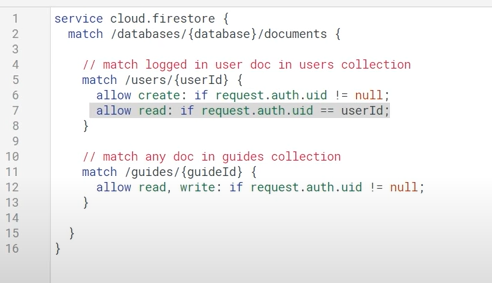 1 service cloud.firestore {
2 match /databases/{database}/documents {
3
4 // match logged in user doc in users collection
5 match /users/{userId} {
6 allow create: if request.auth.uid != null;
7 allow read: if request.auth.uid == userId;
8 }
9
10 // match any doc in guides collection
11 match /guides/{guideId} {
12 allow read, write: if request.auth.uid != null;
13 }
14
15 }
16 }